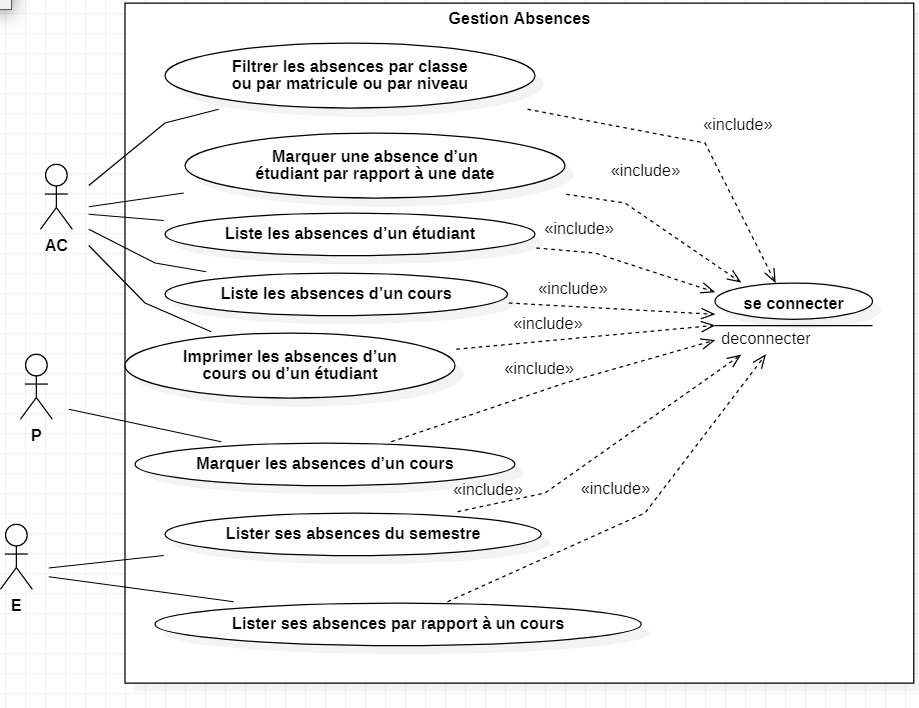 Gestion Absences
Filtrer les absences par classe
ou par matricule ou par niveau
«include»
Marquer une absence d’un
étudiant par rapport à une date
«include»
AC
Liste les absences d’un étudiant
«include»
Liste les absences d’un cours
«include»
se connecter
deconnecter
«include»
Imprimer les absences d’un
cours ou d’un étudiant
«include»
P
Marquer les absences d’un cours
«include»
«include»
Lister ses absences du semestre
E
Lister ses absences par rapport à un cours